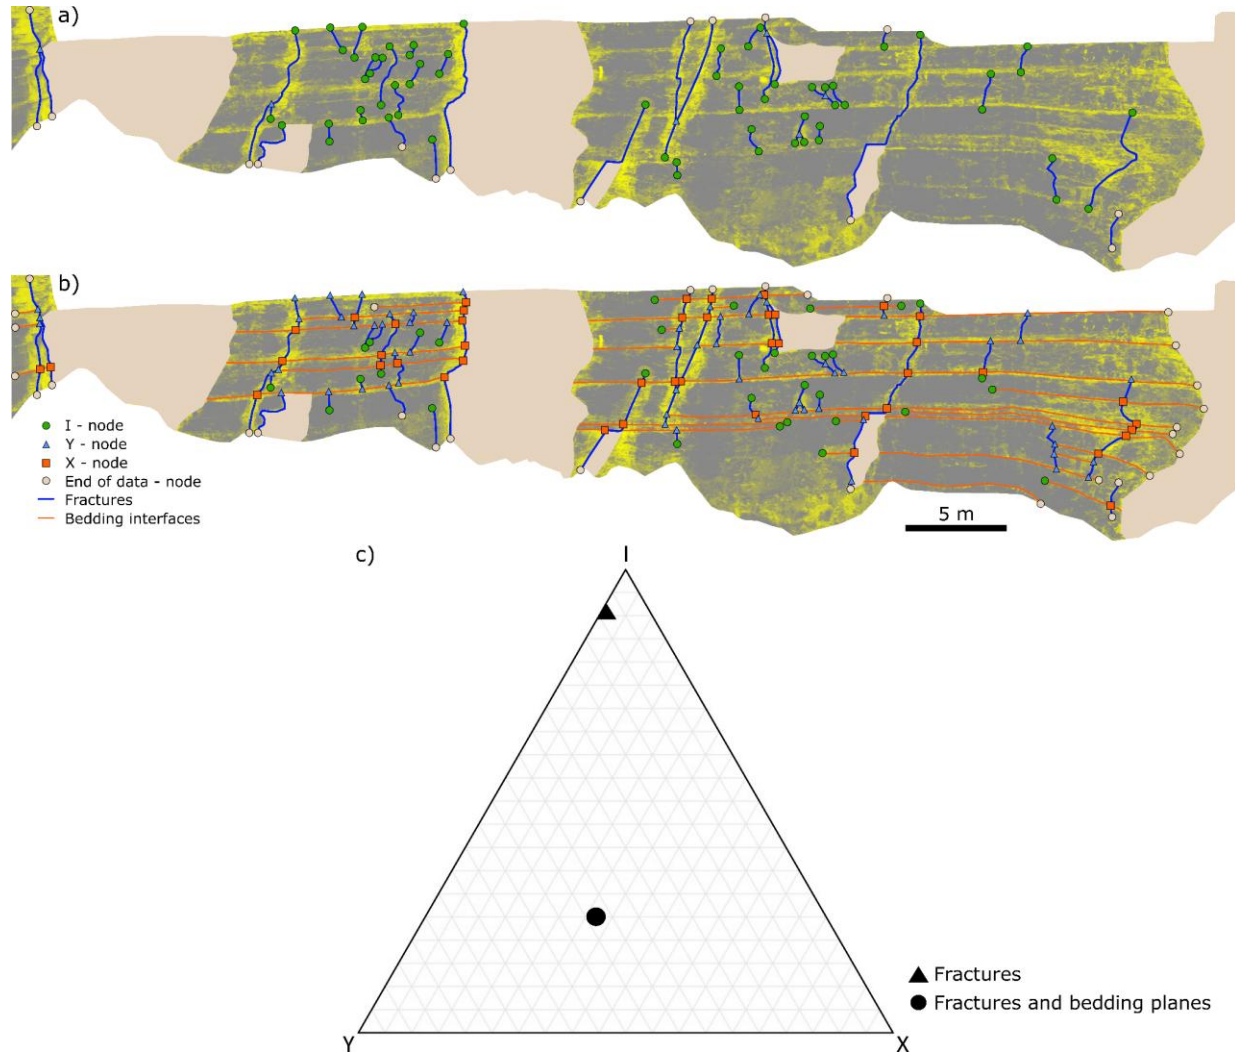 a)
b)
I - node
Y - node
X - node
End of data - node
Fractures
Bedding interfaces
5 m
c)
I
Y
X
Fractures
Fractures and bedding planes